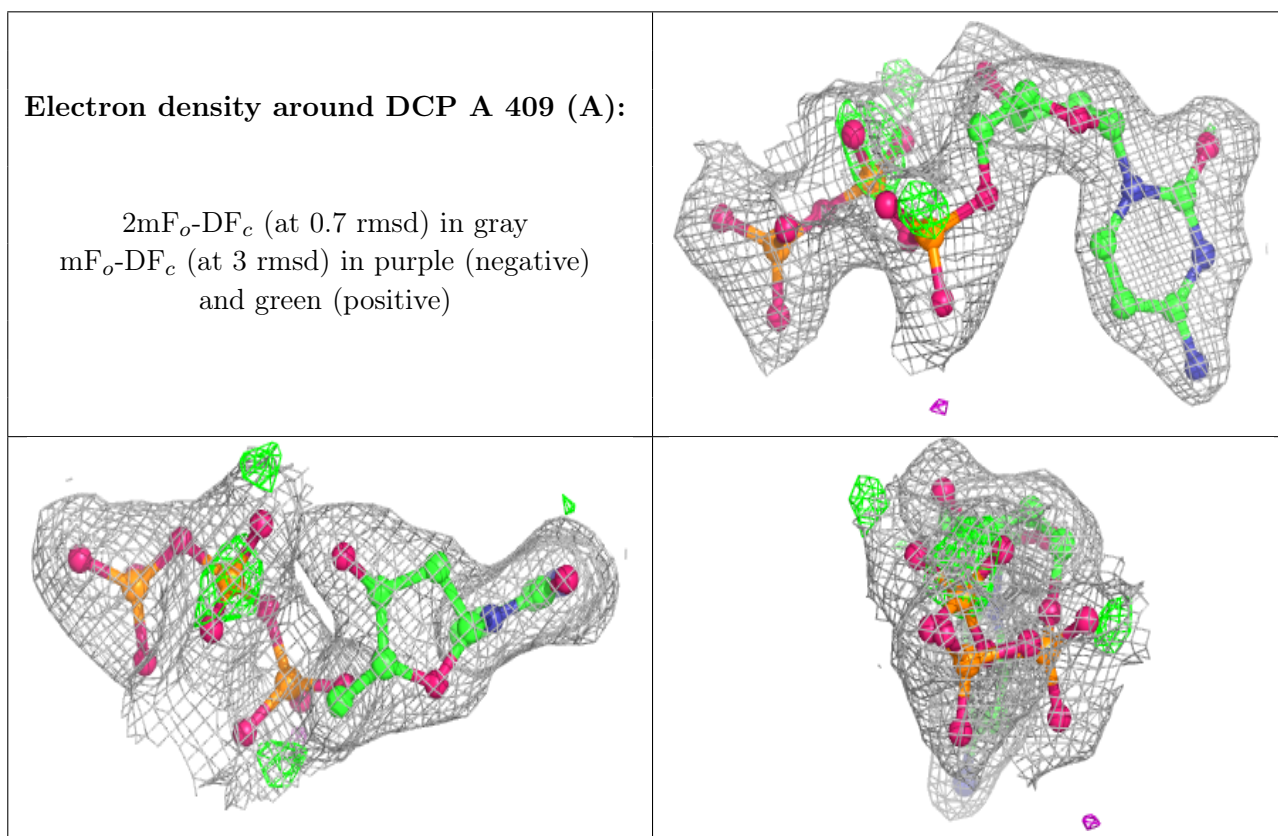 Electron density around DCP A 409 (A):
2mFo-DFc (at 0.7 rmsd) in gray
mFo-DFc (at 3 rmsd) in purple (negative)
and green (positive)